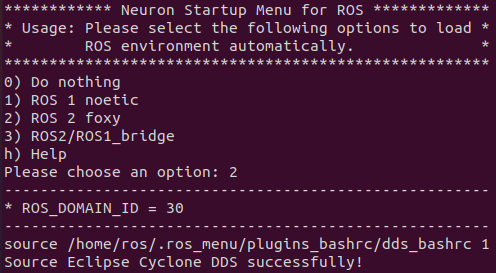 ************ Neuron Startup Menu for ROS *************
* Usage: Please select the following options to load *
*        ROS environment automatically.              *
******************************************************
0) Do nothing
1) ROS 1 noetic
2) ROS 2 foxy
3) ROS2/ROS1_bridge
h) Help
Please choose an option: 2
------------------------------------------------------
* ROS_DOMAIN_ID = 30
------------------------------------------------------
source /home/ros/.ros_menu/plugins_bashrc/dds_bashrc 1
Source Eclipse Cyclone DDS successfully!